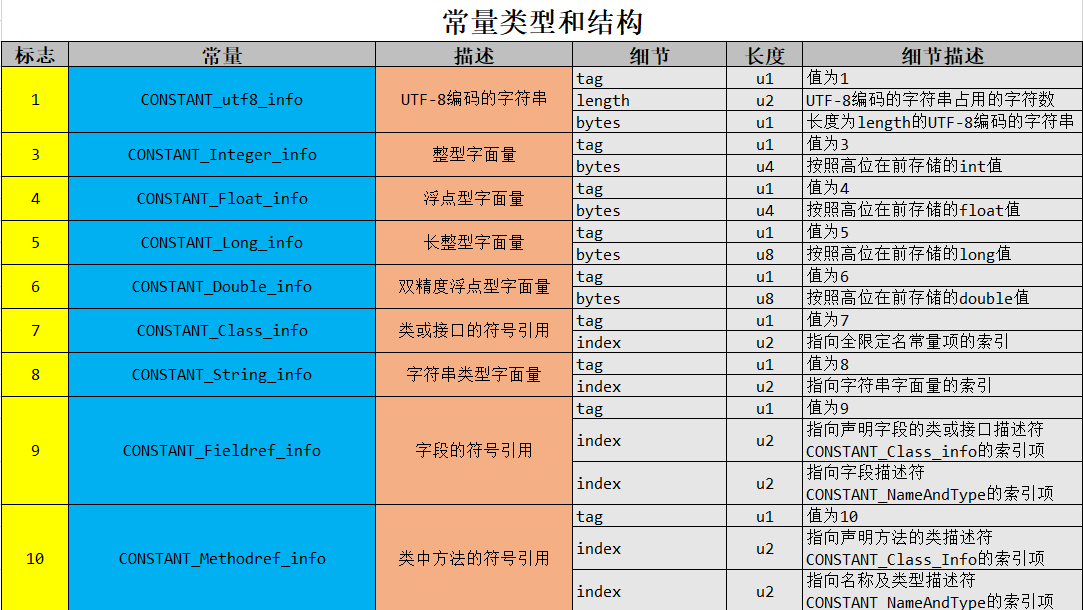 常量类型和结构
标志 常量 描述 细节 长度 细节描述
1 CONSTANT_utf8_info UTF-8编码的字符串 tag u1 值为1
length u2 UTF-8编码的字符串占用的字符数
bytes u1 长度为length的UTF-8编码的字符串
3 CONSTANT_Integer_info 整型字面量 tag u1 值为3
bytes u4 按照高位在前存储的int值
4 CONSTANT_Float_info 浮点型字面量 tag u1 值为4
bytes u4 按照高位在前存储的float值
5 CONSTANT_Long_info 长整型字面量 tag u1 值为5
bytes u8 按照高位在前存储的long值
6 CONSTANT_Double_info 双精度浮点型字面量 tag u1 值为6
bytes u8 按照高位在前存储的double值
7 CONSTANT_Class_info 类或接口的符号引用 tag u1 值为7
index u2 指向全限定名常量项的索引
8 CONSTANT_String_info 字符串类型字面量 tag u1 值为8
index u2 指向字符串字面量的索引
9 CONSTANT_Fieldref_info 字段的符号引用 tag u1 值为9
index u2 指向声明字段的类或接口描述符
CONSTANT_Class_info的索引项
index u2 指向字段描述符
CONSTANT_NameAndType的索引项
10 CONSTANT_Methodref_info 类中方法的符号引用 tag u1 值为10
index u2 指向声明方法的类描述符
CONSTANT_Class_Info的索引项
index u2 指向名称及类型描述符
CONSTANT_NameAndType的索引项